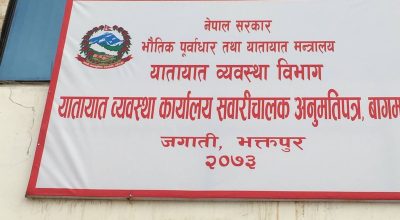 नेपाल सरकार
भौतिक पूर्वाधार तथा यातायात मन्त्रालय
यातायात व्यवस्था विभाग
यातायात व्यवस्था कार्यालय सवारीचालक अनुमतिपत्र, बागम
जगाती, भक्तपुर
२०७३